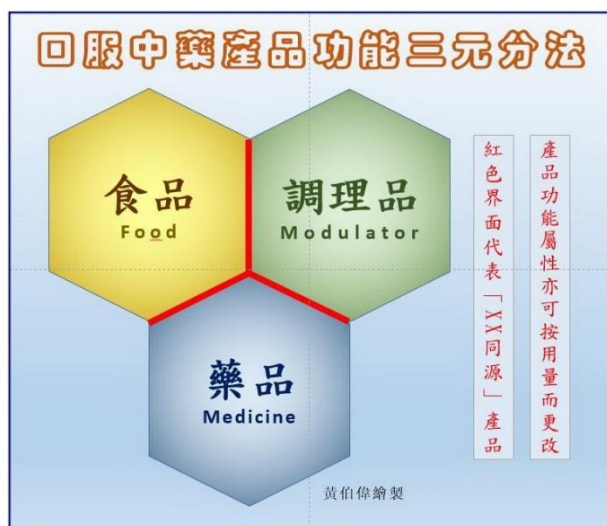 口服中藥產品功能三元分法
食品
Food
調理品
Modulator
藥品
Medicine
產品功能屬性亦可按用量而更改
紅色界面代表「XX同源」產品
黃伯偉繪製